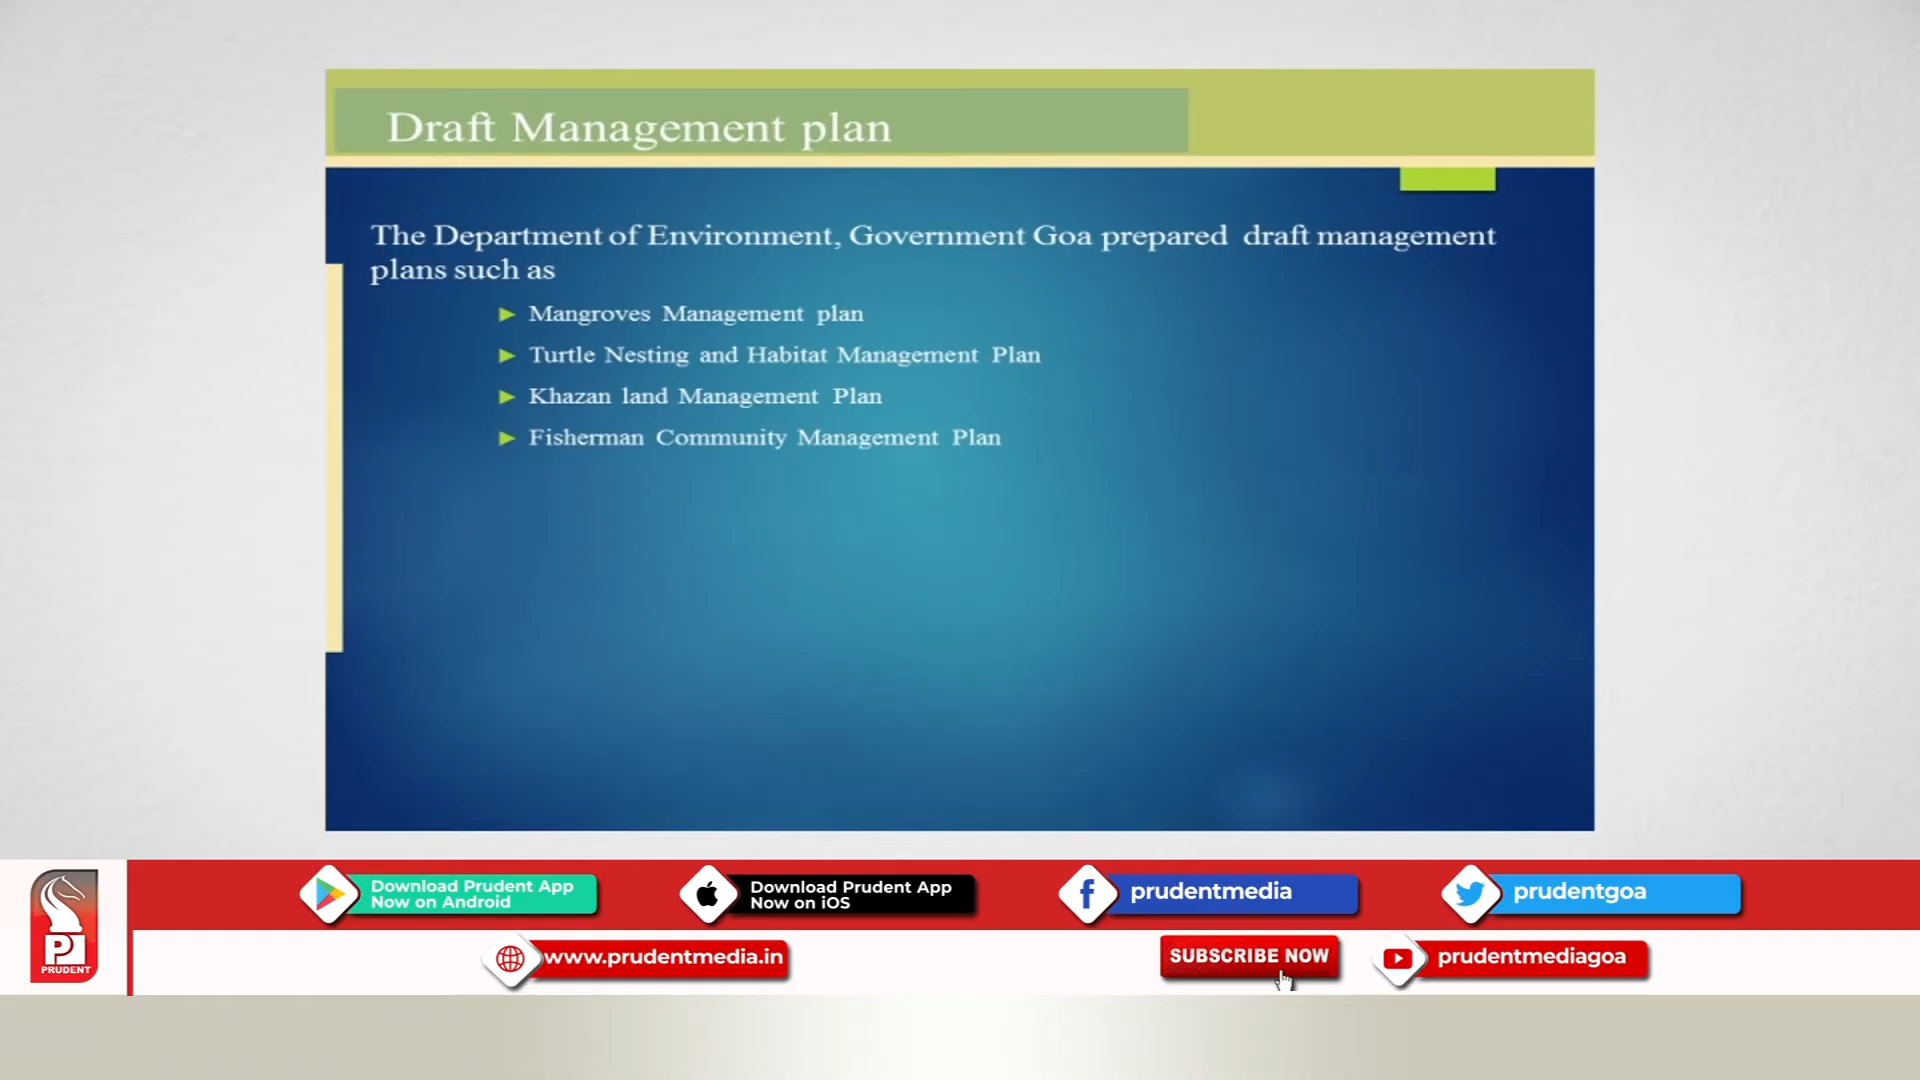 Draft Management plan
The Department of Environment, Government Goa prepared draft management
plans such as
Mangroves Management plan
Turtle Nesting and Habitat Management Plan
Khazan land Management Plan
Fisherman Community Management Plan
PI
PRUDENT
Download Prudent App
Now on Android
Download Prudent App
Now on iOS
prudentmedia
prudentgoa
www.prudentmedia.in
SUBSCRIBE NOW
prudentmediagoa